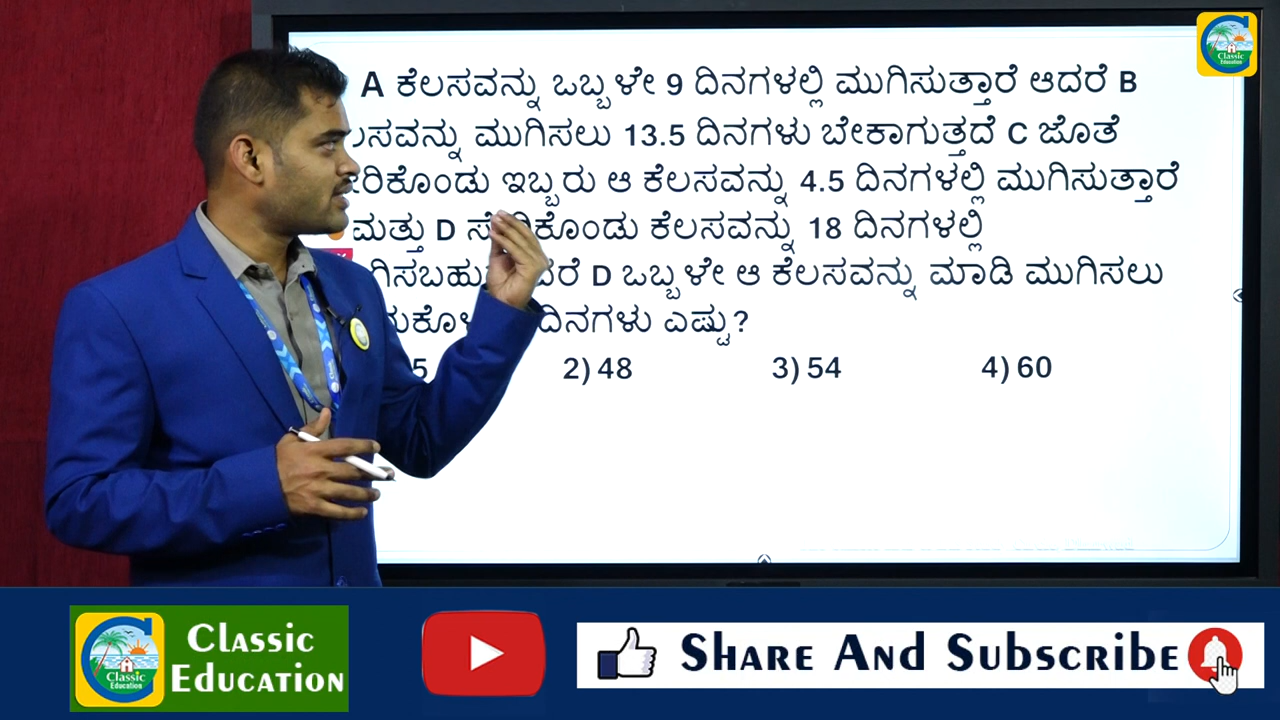 A ಕೆಲಸವನ್ನು ಒಬ್ಬಳೇ 9 ದಿನಗಳಲ್ಲಿ ಮುಗಿಸುತ್ತಾರೆ ಆದರೆ B
ಮುಗಿಸಲು 13.5 ದಿನಗಳು ಬೇಕಾಗುತ್ತದೆ C ಜೊತೆ
ಇಬ್ಬರು ಆ ಕೆಲಸವನ್ನು 4.5 ದಿನಗಳಲ್ಲಿ ಮುಗಿಸುತ್ತಾರೆ
ಮತ್ತು D ಕೆಲಸವನ್ನು 18 ದಿನಗಳಲ್ಲಿ
D ಒಬ್ಬಳೇ ಆ ಕೆಲಸವನ್ನು ಮಾಡಿ ಮುಗಿಸಲು
ದಿನಗಳು ಎಷ್ಟು?
2) 48 3) 54 4) 60
Classic
Education
Classic
Education
Classic
Education
Share And Subscribe